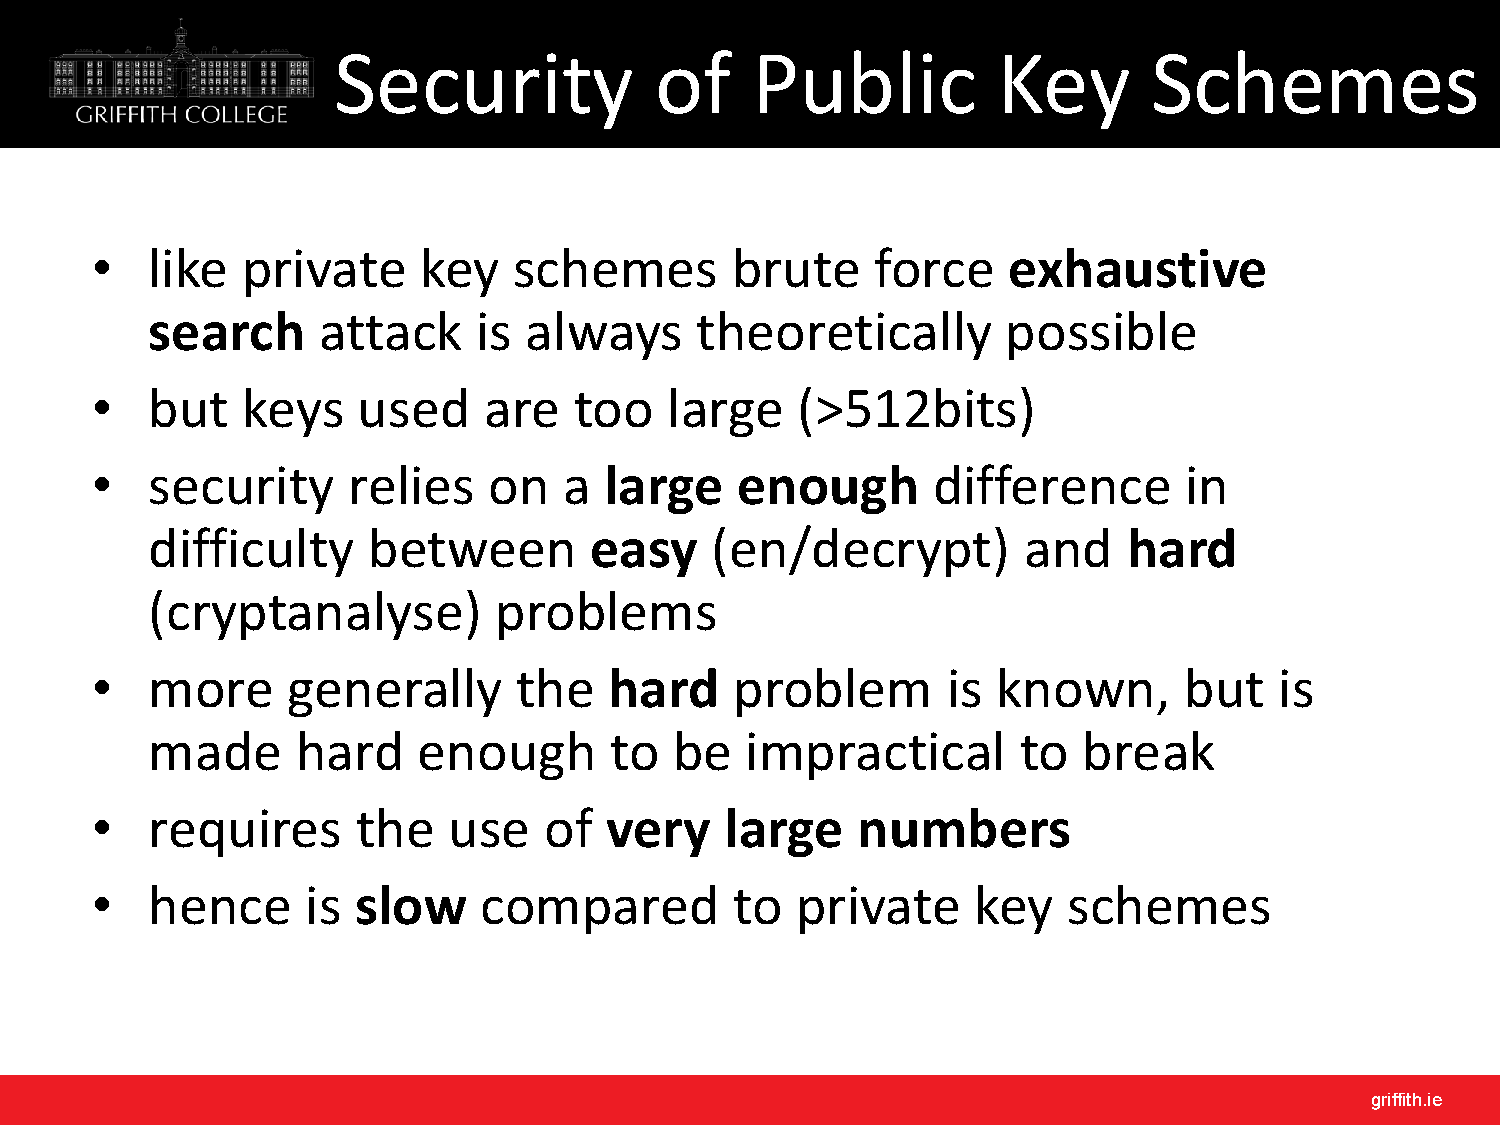 GRIFFITH COLLEGE
Security of Public Key Schemes
• like private key schemes brute force exhaustive
search attack is always theoretically possible
• but keys used are too large (>512bits)
• security relies on a large enough difference in
difficulty between easy (en/decrypt) and hard
(cryptanalyse) problems
• more generally the hard problem is known, but is
made hard enough to be impractical to break
• requires the use of very large numbers
• hence is slow compared to private key schemes
griffith.ie